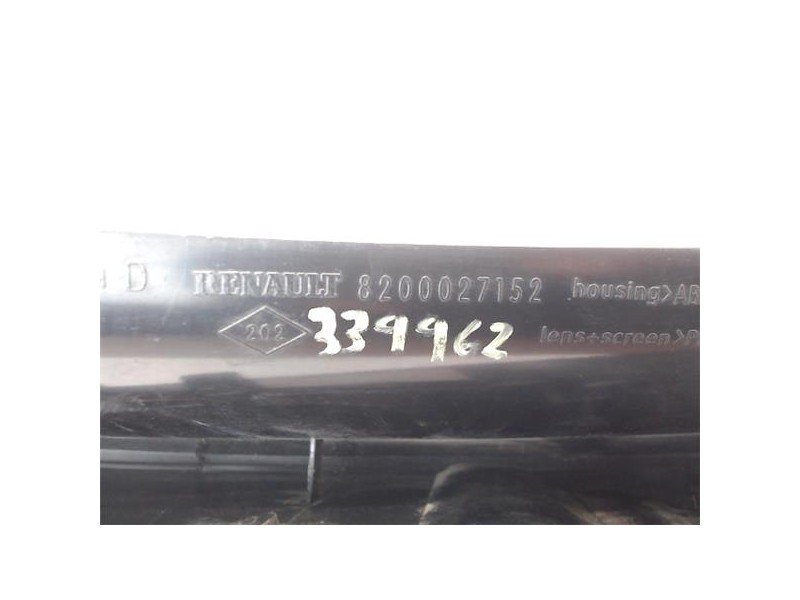 D RENAULT 8200027152 housing>AB
202 339962 lens+screen>P